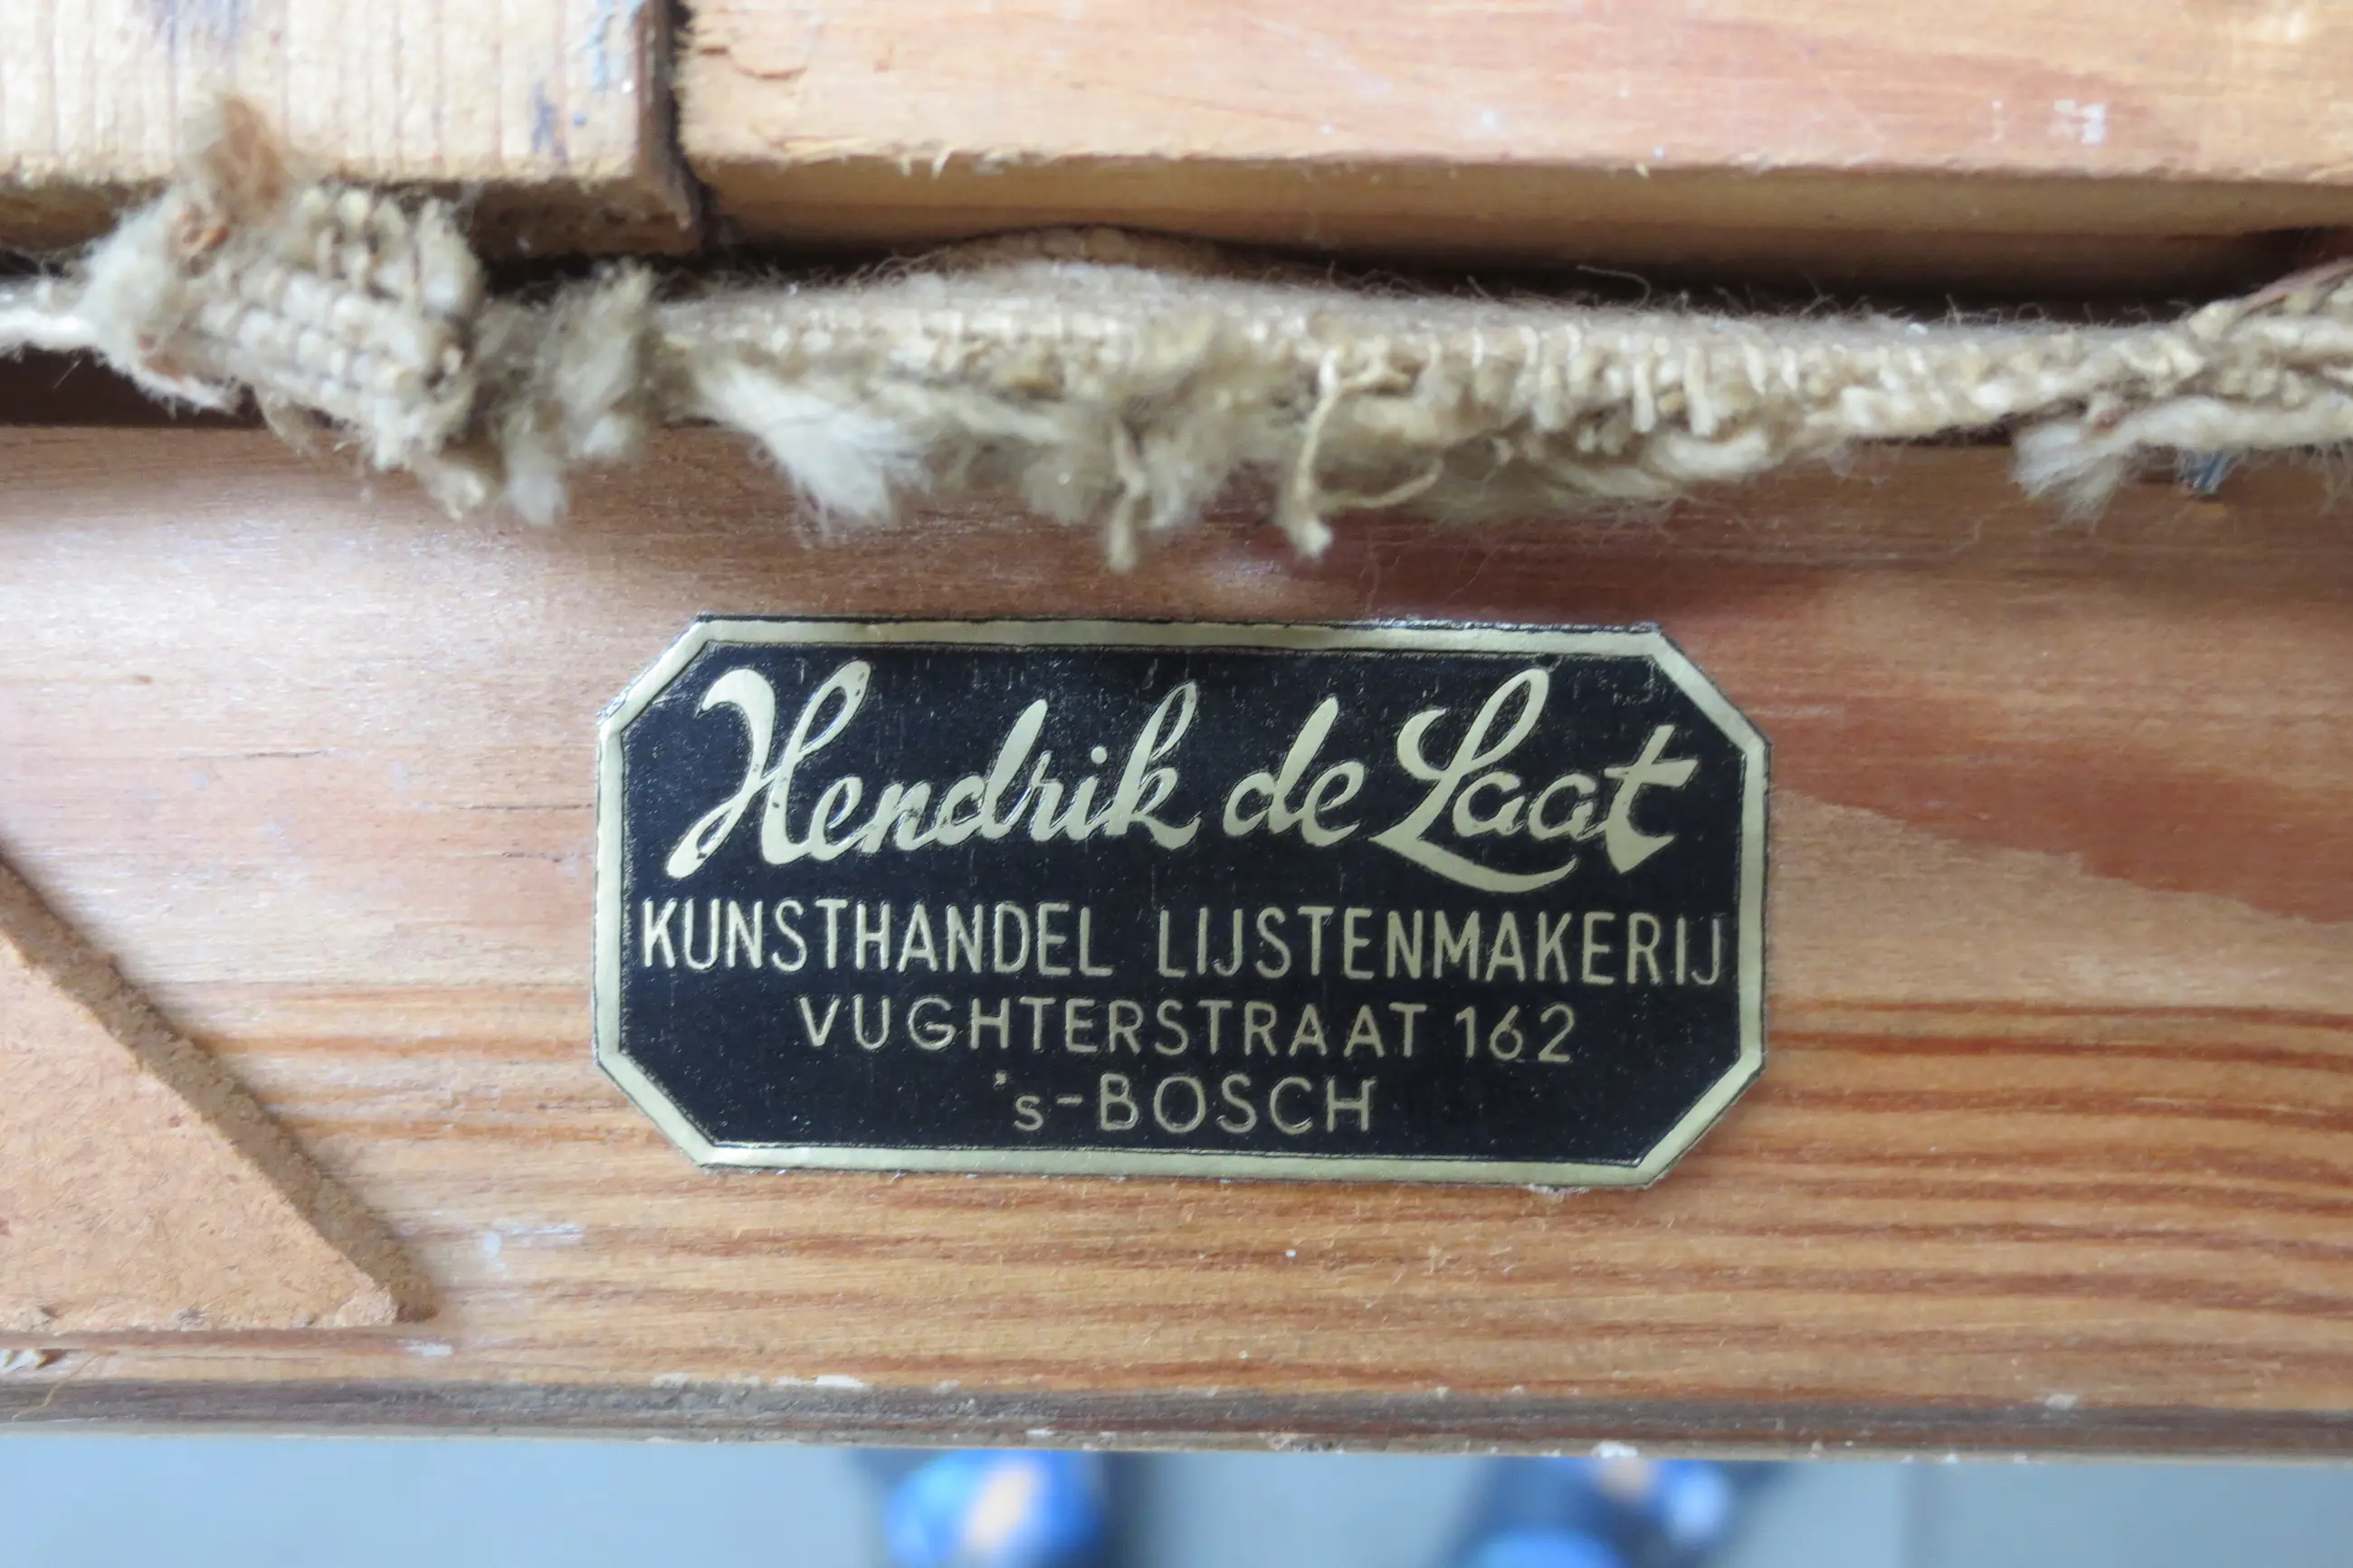 Hendrik de Laat
KUNSTHANDEL LIJSTENMAKERIJ
VUGHTERSTRAAT 162
's-BOSCH